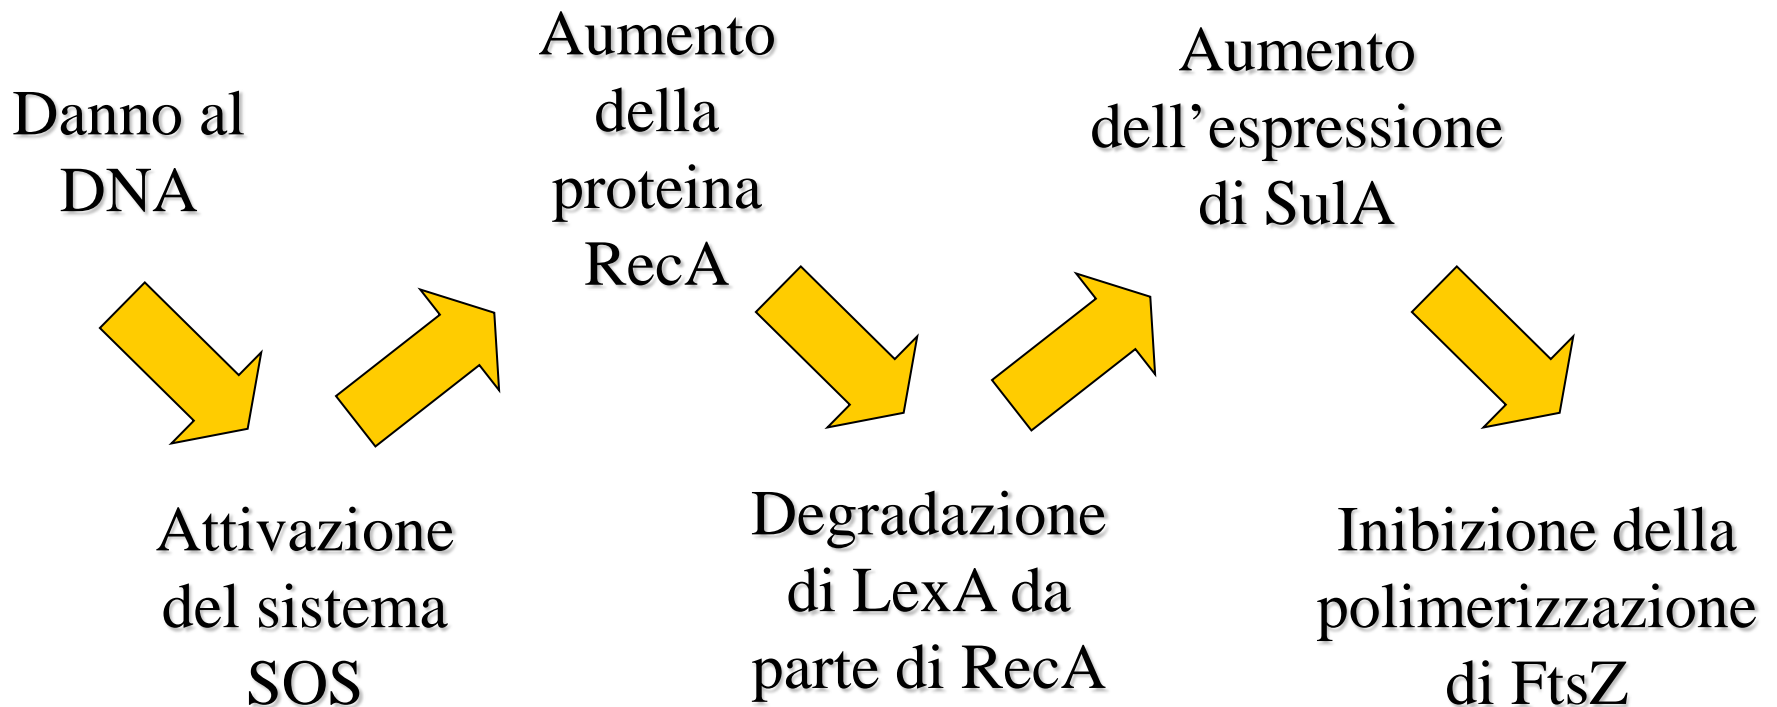 Danno al
DNA
Attivazione
del sistema
SOS
Aumento
della
proteina
RecA
Degradazione
di LexA da
parte di RecA
Aumento
dell’espressione
di SulA
Inibizione della
polimerizzazione
di FtsZ